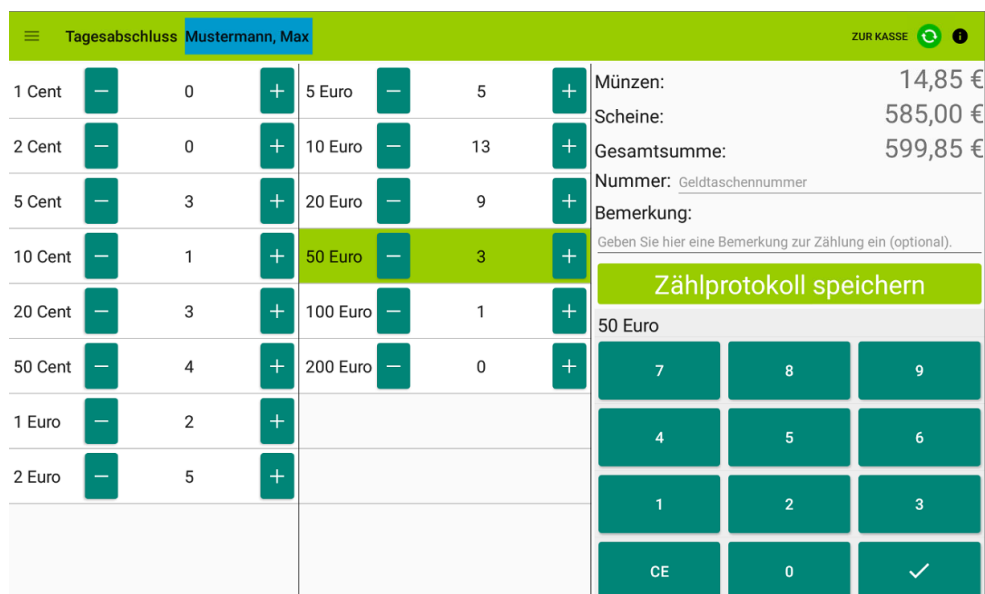 Tagesabschluss Mustermann, Max
ZUR KASSE
1 Cent — 0 +
2 Cent — 0 +
5 Cent — 3 +
10 Cent — 1 +
20 Cent — 3 +
50 Cent — 4 +
1 Euro — 2 +
2 Euro — 5 +
5 Euro — 5 +
10 Euro — 13 +
20 Euro — 9 +
50 Euro — 3 +
100 Euro — 1 +
200 Euro — 0 +
Münzen: 14,85 €
Scheine: 585,00 €
Gesamtsumme: 599,85 €
Nummer: Geldtaschennummer
Bemerkung:
Geben Sie hier eine Bemerkung zur Zählung ein (optional).
Zählprotokoll speichern
50 Euro
7 8 9
4 5 6
1 2 3
CE 0